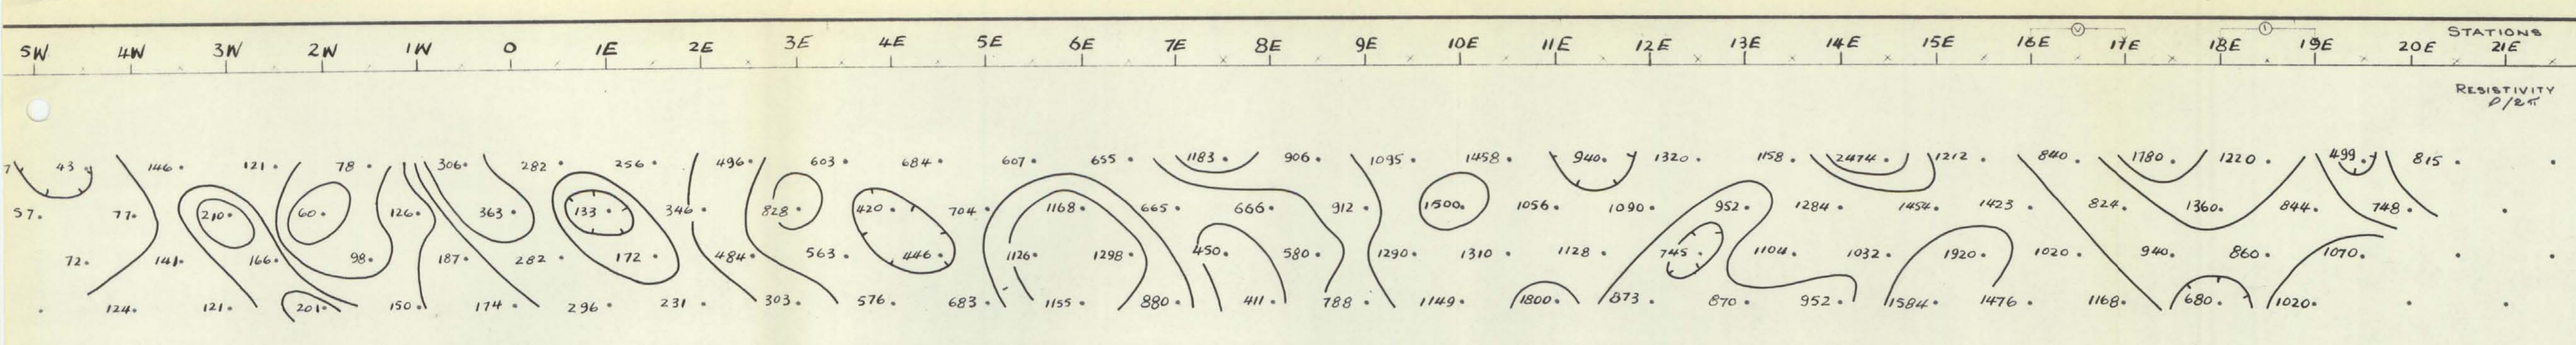 STATIONS
5W 4W 3W 2W 1W 0 1E 2E 3E 4E 5E 6E 7E 8E 9E 10E 11E 12E 13E 14E 15E 16E V 17E 18E I 19E 20E 21E
RESISTIVITY
ρ/2π
7 43 146 121 78 306 282 256 496 603 684 607 655 1183 906 1095 1458 940 1320 1158 2474 1212 840 1780 1220 499 815
57 77 210 60 126 363 133 346 828 420 704 1168 665 666 912 1500 1056 1090 952 1284 1454 1423 824 1360 844 748
72 141 166 98 187 282 172 484 563 446 1126 1298 450 580 1290 1310 1128 745 1104 1032 1920 1020 940 860 1070
124 121 201 150 174 296 231 303 576 683 1155 880 411 788 1149 1800 873 870 952 1584 1476 1168 680 1020